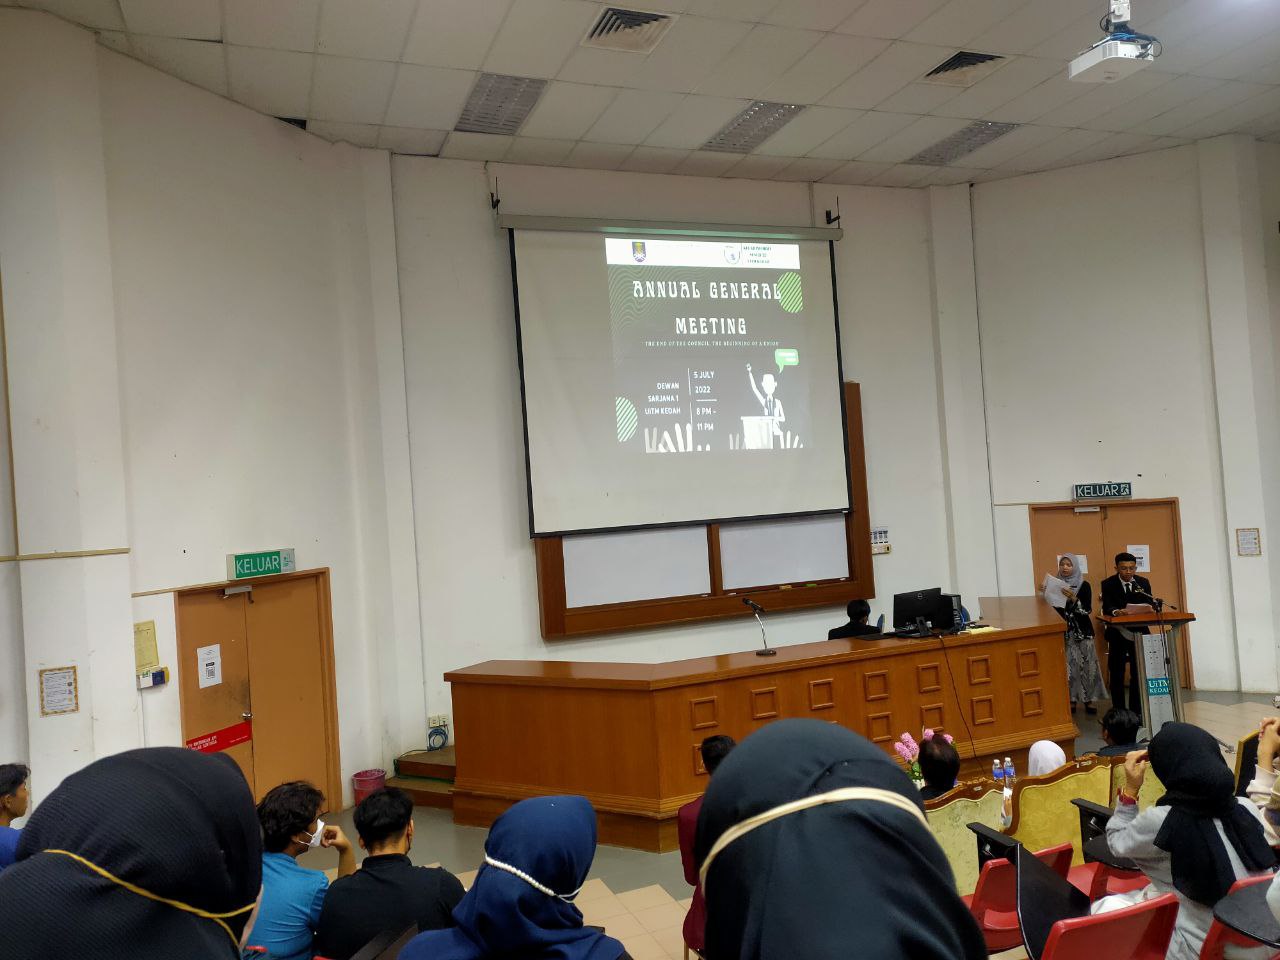 ANNUAL GENERAL
MEETING
THE END OF THE COUNCIL, THE BEGINNING OF A UNION
DEWAN
SARJANA 1
UiTM KEDAH
5 JULY
2022
8 PM -
11 PM
KELUAR
KELUAR
UiTM
KEDAH